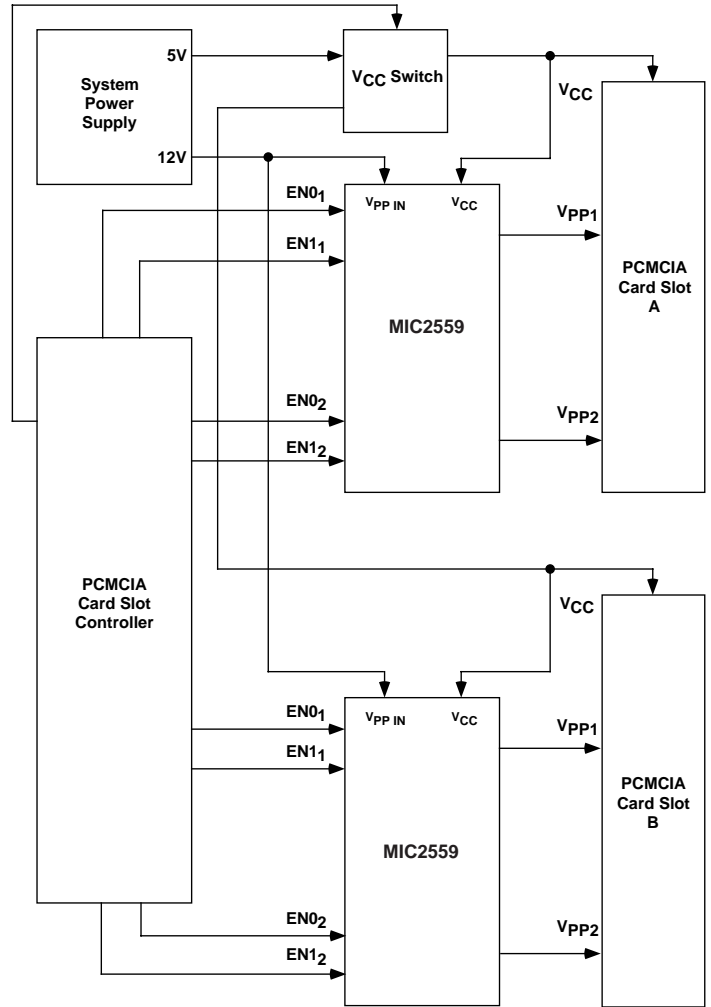 5V
System
Power
Supply
12V
VCC Switch
VCC
EN01
EN11
VPP IN
VCC
VPP1
MIC2559
PCMCIA
Card Slot
A
EN02
EN12
VPP2
PCMCIA
Card Slot
Controller
VCC
EN01
EN11
VPP IN
VCC
VPP1
MIC2559
PCMCIA
Card Slot
B
EN02
EN12
VPP2